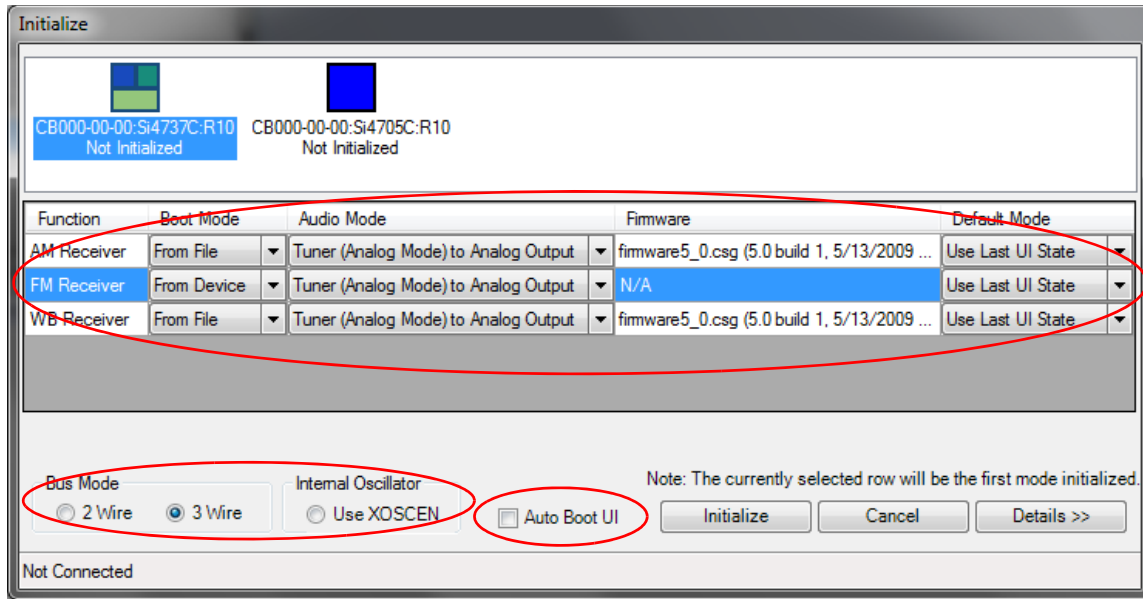 Initialize
CB000-00-00:Si4737C:R10 CB000-00-00:Si4705C:R10
Not Initialized Not Initialized
Function Boot Mode Audio Mode Firmware Default Mode
AM Receiver From File Tuner (Analog Mode) to Analog Output firmware5_0.csg (5.0 build 1, 5/13/2009 ... Use Last UI State
FM Receiver From Device Tuner (Analog Mode) to Analog Output N/A Use Last UI State
WB Receiver From File Tuner (Analog Mode) to Analog Output firmware5_0.csg (5.0 build 1, 5/13/2009 ... Use Last UI State
Bus Mode Internal Oscillator Note: The currently selected row will be the first mode initialized.
2 Wire 3 Wire Use XOSCEN Auto Boot UI Initialize Cancel Details >>
Not Connected